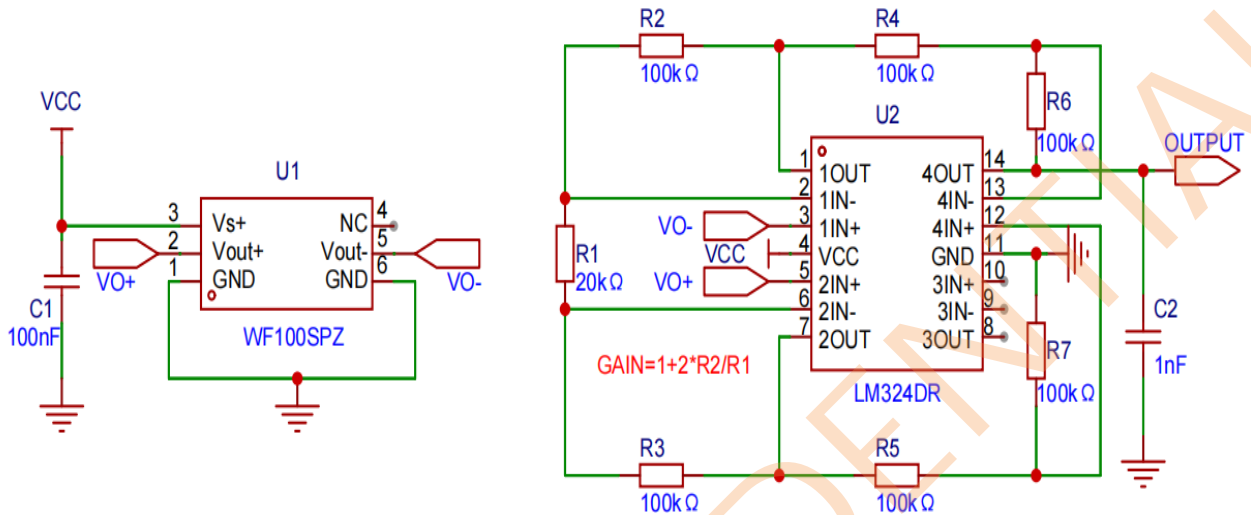 VCC
U1
3 Vs+ NC 4
2 Vout+ Vout- 5
1 GND GND 6
VO+
VO-
C1
100nF
WF100SPZ
R2
100kΩ
R4
100kΩ
R6
100kΩ
U2
OUTPUT
1 1OUT 4OUT 14
2 1IN- 4IN- 13
3 1IN+ 4IN+ 12
4 VCC GND 11
5 2IN+ 3IN+ 10
6 2IN- 3IN- 9
7 2OUT 3OUT 8
VO-
VCC
VO+
R1
20kΩ
GAIN=1+2*R2/R1
LM324DR
R7
100kΩ
C2
1nF
R3
100kΩ
R5
100kΩ